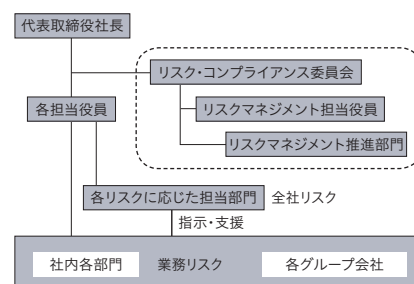 代表取締役社長
リスク・コンプライアンス委員会
各担当役員
リスクマネジメント担当役員
リスクマネジメント推進部門
各リスクに応じた担当部門 全社リスク
指示・支援
社内各部門 業務リスク 各グループ会社